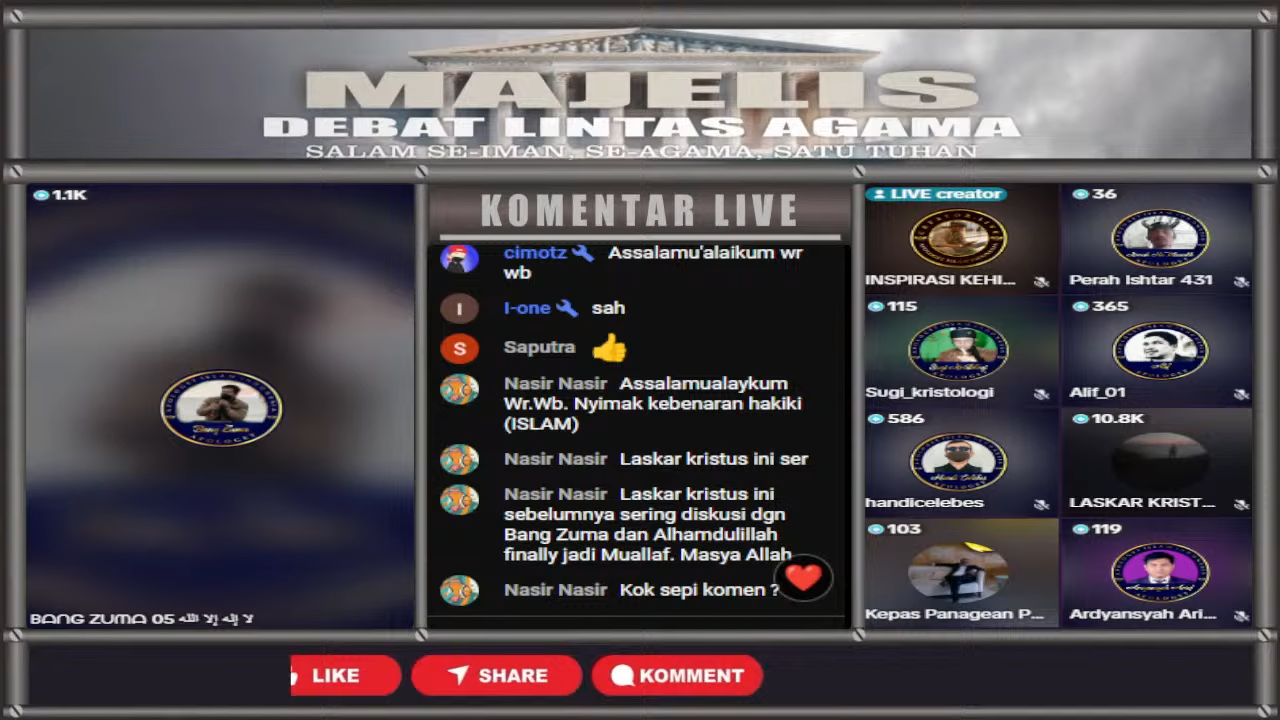 MAJELIS
DEBAT LINTAS AGAMA
SALAM SE-IMAN, SE-AGAMA, SATU TUHAN
1.1K
BANG ZUMA 05 لا إله إلا الله
KOMENTAR LIVE
cimotz Assalamu'alaikum wr
wb
I
I-one sah
S
Saputra 👍
Nasir Nasir Assalamualaykum
Wr.Wb. Nyimak kebenaran hakiki
(ISLAM)
Nasir Nasir Laskar kristus ini ser
Nasir Nasir Laskar kristus ini
sebelumnya sering diskusi dgn
Bang Zuma dan Alhamdulillah
finally jadi Muallaf. Masya Allah
Nasir Nasir Kok sepi komen ?
LIVE creator
INSPIRASI KEHI...
36
Perah Ishtar 431
115
Sugi_kristologi
365
Alif_01
586
handicelebes
10.8K
LASKAR KRIST...
103
Kepas Panagean P...
119
Ardyansyah Ari...
LIKE
SHARE
KOMMENT